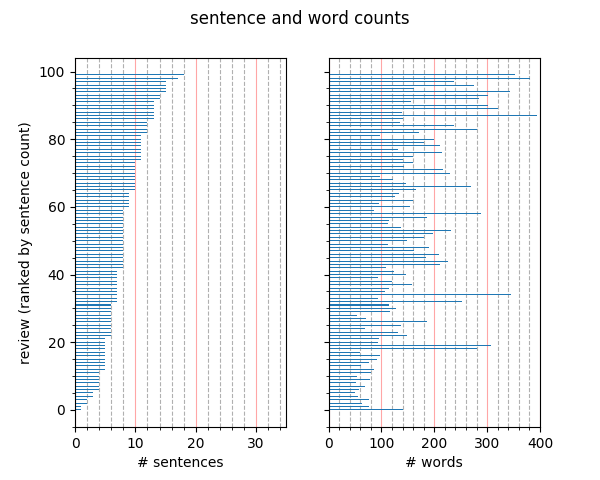 sentence and word counts
review (ranked by sentence count)
100
80
60
40
20
0
0 10 20 30
# sentences
0 100 200 300 400
# words